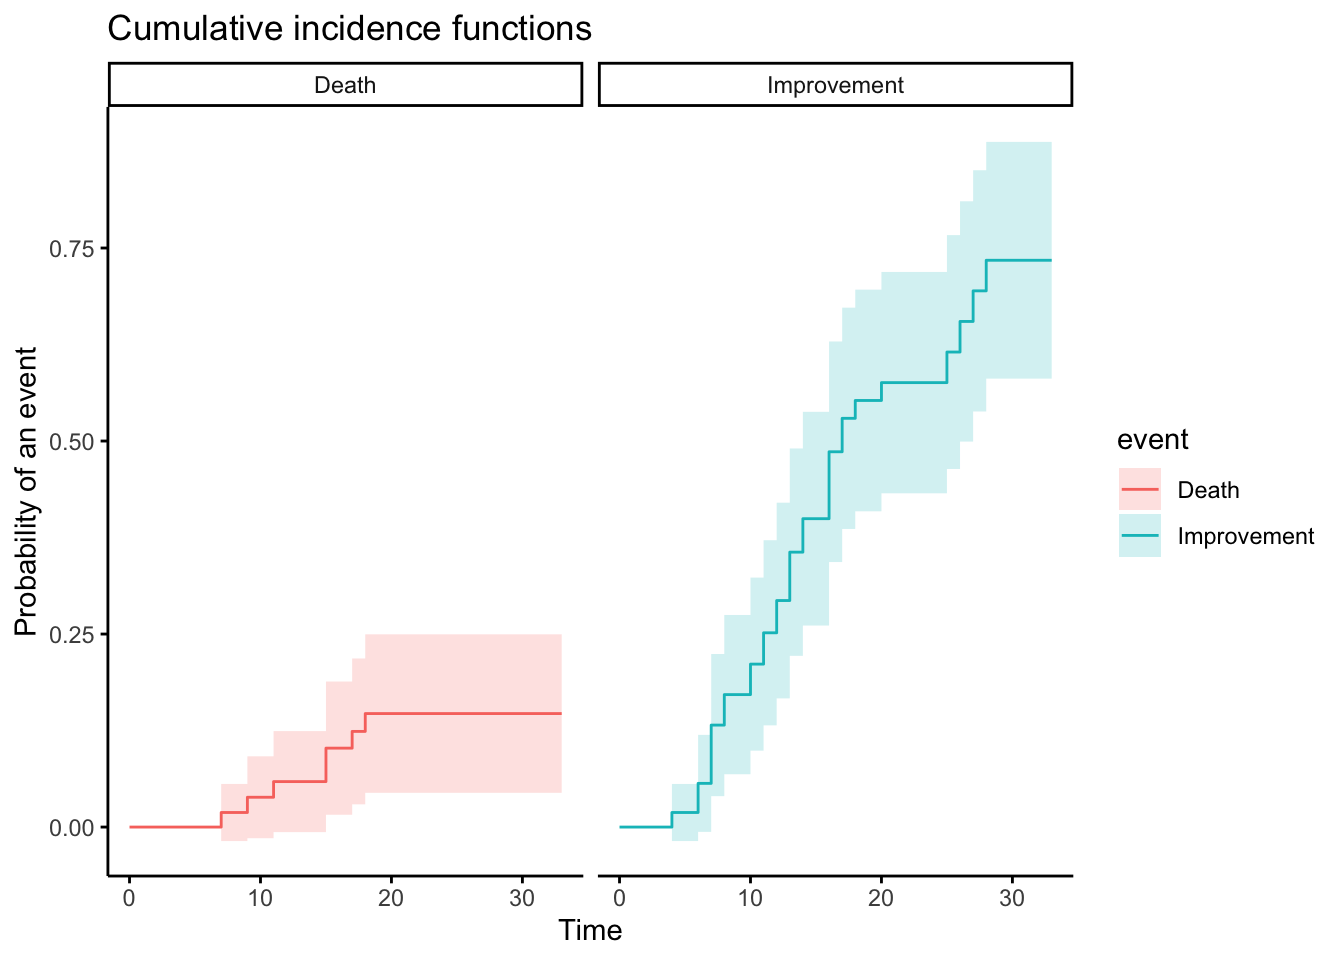 Cumulative incidence functions
Death
Improvement
Probability of an event
0.75
0.50
0.25
0.00
0 10 20 30
0 10 20 30
Time
event
Death
Improvement